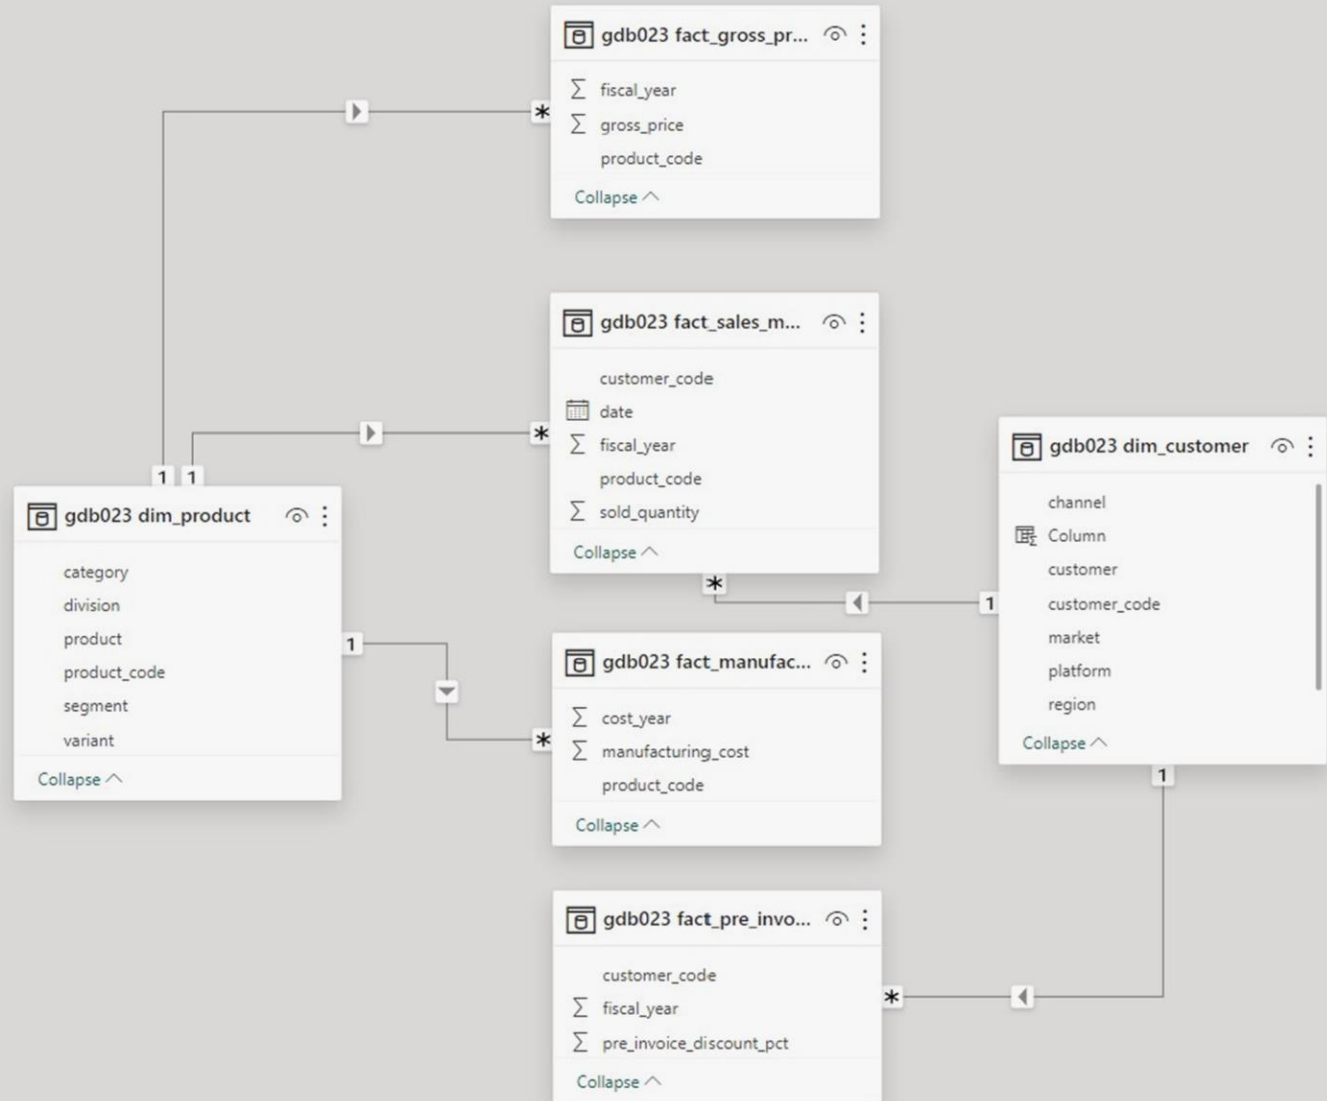 gdb023 fact_gross_pr...
fiscal_year
gross_price
product_code
Collapse
*
gdb023 fact_sales_m...
customer_code
date
fiscal_year
product_code
sold_quantity
Collapse
*
*
1 1
gdb023 dim_product
category
division
product
product_code
segment
variant
Collapse
1
gdb023 dim_customer
channel
Column
customer
customer_code
market
platform
region
Collapse
1
1
gdb023 fact_manufac...
cost_year
manufacturing_cost
product_code
Collapse
*
gdb023 fact_pre_invo...
customer_code
fiscal_year
pre_invoice_discount_pct
Collapse
*